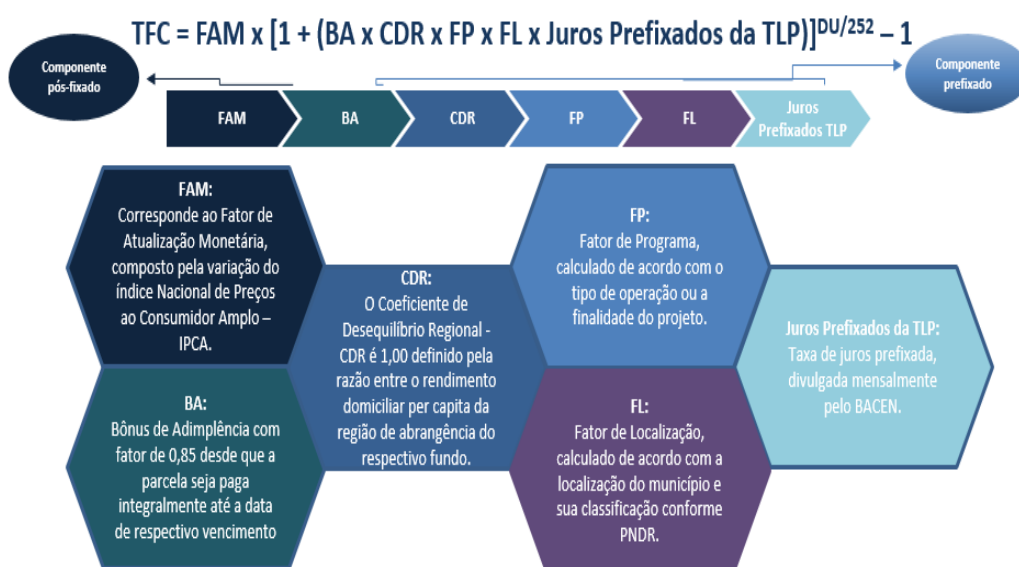 TFC = FAM x [1 + (BA x CDR x FP x FL x Juros Prefixados da TLP)]^DU/252 – 1
Componente
pós-fixado
Componente
prefixado
FAM
BA
CDR
FP
FL
Juros
Prefixados TLP
FAM:
Corresponde ao Fator de
Atualização Monetária,
composto pela variação do
índice Nacional de Preços
ao Consumidor Amplo –
IPCA.
BA:
Bônus de Adimplência com
fator de 0,85 desde que a
parcela seja paga
integralmente até a data
de respectivo vencimento
CDR:
O Coeficiente de
Desequilíbrio Regional -
CDR é 1,00 definido pela
razão entre o rendimento
domiciliar per capita da
região de abrangência do
respectivo fundo.
FP:
Fator de Programa,
calculado de acordo com o
tipo de operação ou a
finalidade do projeto.
FL:
Fator de Localização,
calculado de acordo com a
localização do município e
sua classificação conforme
PNDR.
Juros Prefixados da TLP:
Taxa de juros prefixada,
divulgada mensalmente
pelo BACEN.